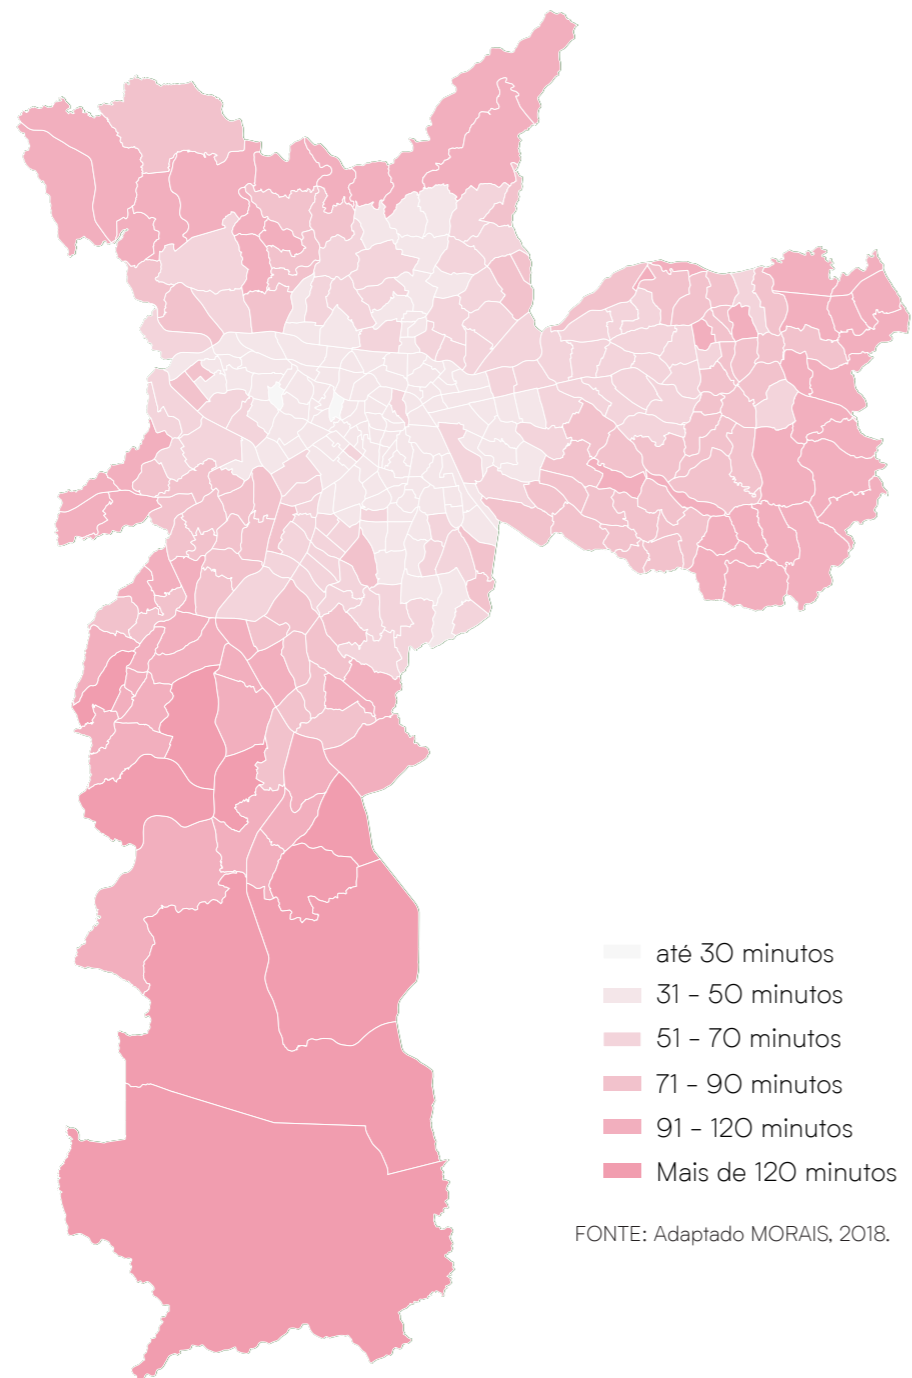 até 30 minutos
31 - 50 minutos
51 - 70 minutos
71 - 90 minutos
91 - 120 minutos
Mais de 120 minutos
FONTE: Adaptado MORAIS, 2018.